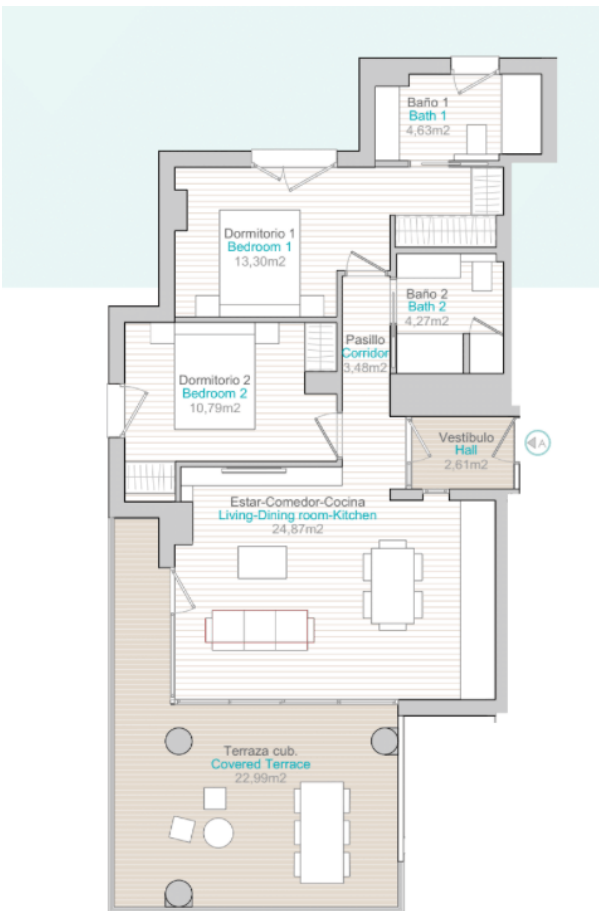 Baño 1
Bath 1
4,63m2
Dormitorio 1
Bedroom 1
13,30m2
Baño 2
Bath 2
4,27m2
Pasillo
Corridor
3,48m2
Dormitorio 2
Bedroom 2
10,79m2
Vestíbulo
Hall
2,61m2
A
Estar-Comedor-Cocina
Living-Dining room-Kitchen
24,87m2
Terraza cub.
Covered Terrace
22,99m2